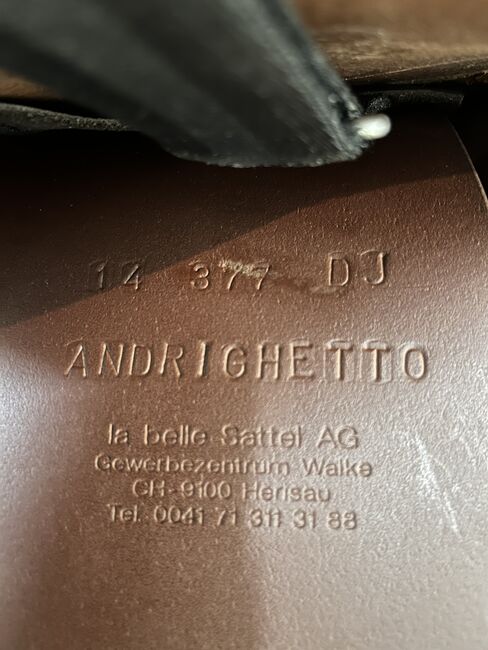 14 377 DJ
ANDRIGHETTO
la belle Sattel AG
Gewerbezentrum Walke
CH-9100 Herisau
Tel. 0041 71 311 31 88